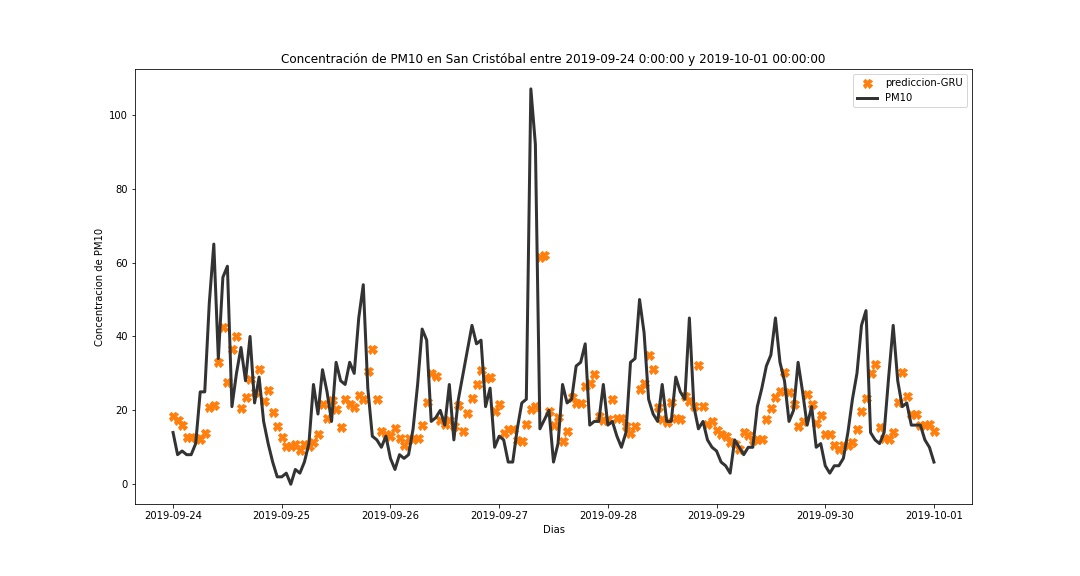 Concentración de PM10 en San Cristóbal entre 2019-09-24 0:00:00 y 2019-10-01 00:00:00
prediccion-GRU
PM10
Concentracion de PM10
100
80
60
40
20
0
2019-09-24 2019-09-25 2019-09-26 2019-09-27 2019-09-28 2019-09-29 2019-09-30 2019-10-01
Dias